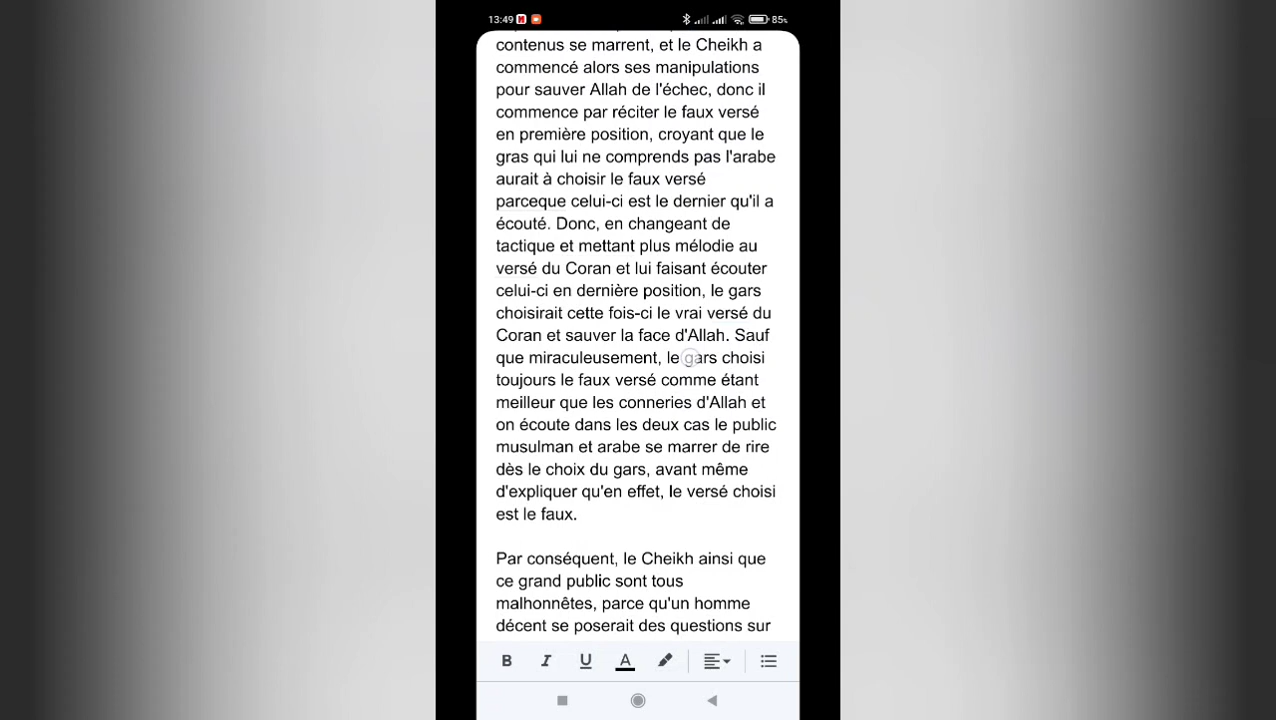 13:49
85%
contenus se marrent, et le Cheikh a
commencé alors ses manipulations
pour sauver Allah de l'échec, donc il
commence par réciter le faux versé
en première position, croyant que le
gras qui lui ne comprends pas l'arabe
aurait à choisir le faux versé
parceque celui-ci est le dernier qu'il a
écouté. Donc, en changeant de
tactique et mettant plus mélodie au
versé du Coran et lui faisant écouter
celui-ci en dernière position, le gars
choisirait cette fois-ci le vrai versé du
Coran et sauver la face d'Allah. Sauf
que miraculeusement, le gars choisi
toujours le faux versé comme étant
meilleur que les conneries d'Allah et
on écoute dans les deux cas le public
musulman et arabe se marrer de rire
dès le choix du gars, avant même
d'expliquer qu'en effet, le versé choisi
est le faux.
Par conséquent, le Cheikh ainsi que
ce grand public sont tous
malhonnêtes, parce qu'un homme
décent se poserait des questions sur
B I U A